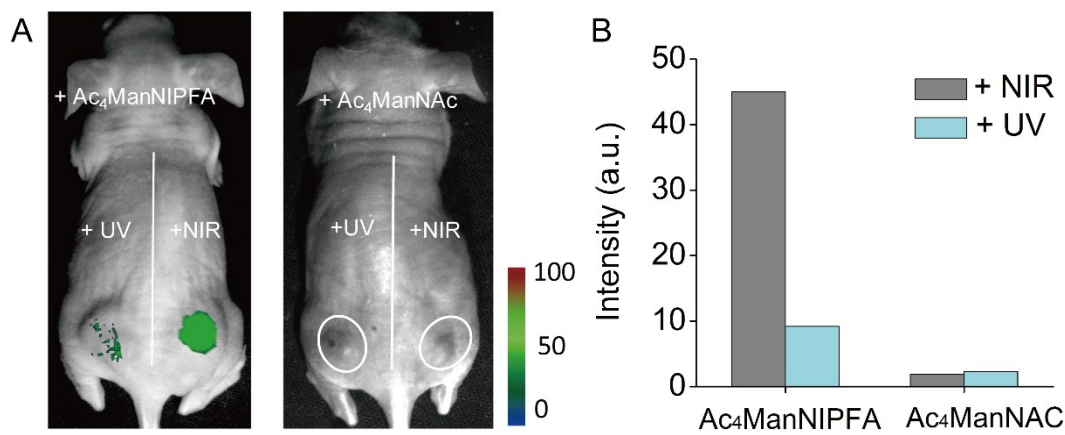 A
+ Ac₄ManNIPFA
+ UV
+NIR
+ Ac₄ManNAc
+UV
+NIR
100
50
0
B
50
40
30
20
10
0
Intensity (a.u.)
+ NIR
+ UV
Ac₄ManNIPFA
Ac₄ManNAC